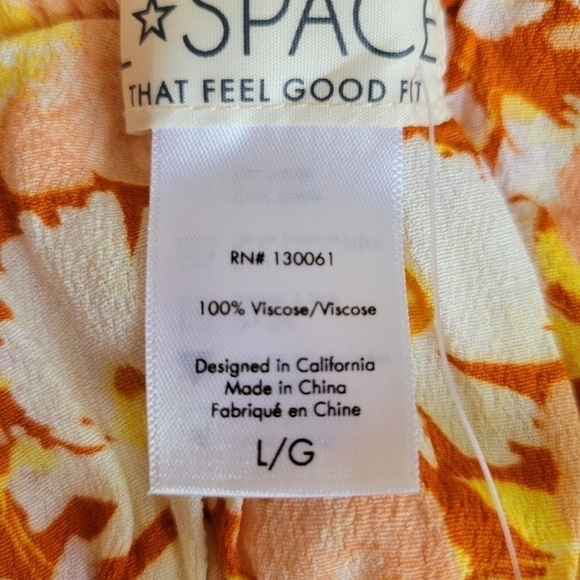 L☆SPACE
THAT FEEL GOOD FIT
RN# 130061
100% Viscose/Viscose
Designed in California
Made in China
Fabriqué en Chine
L/G